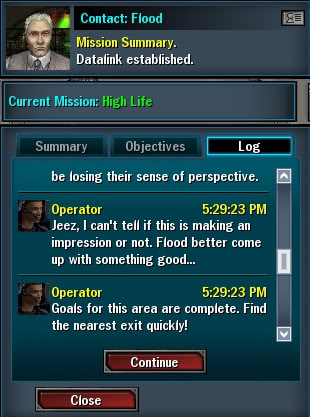 Contact: Flood
Mission Summary.
Datalink established.
Current Mission: High Life
Summary Objectives Log
be losing their sense of perspective.
Operator 5:29:23 PM
Jeez, I can't tell if this is making an
impression or not. Flood better come
up with something good...
Operator 5:29:23 PM
Goals for this area are complete. Find
the nearest exit quickly!
Continue
Close